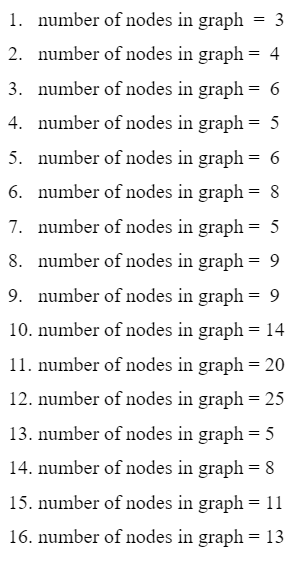 1. number of nodes in graph = 3
2. number of nodes in graph = 4
3. number of nodes in graph = 6
4. number of nodes in graph = 5
5. number of nodes in graph = 6
6. number of nodes in graph = 8
7. number of nodes in graph = 5
8. number of nodes in graph = 9
9. number of nodes in graph = 9
10. number of nodes in graph = 14
11. number of nodes in graph = 20
12. number of nodes in graph = 25
13. number of nodes in graph = 5
14. number of nodes in graph = 8
15. number of nodes in graph = 11
16. number of nodes in graph = 13